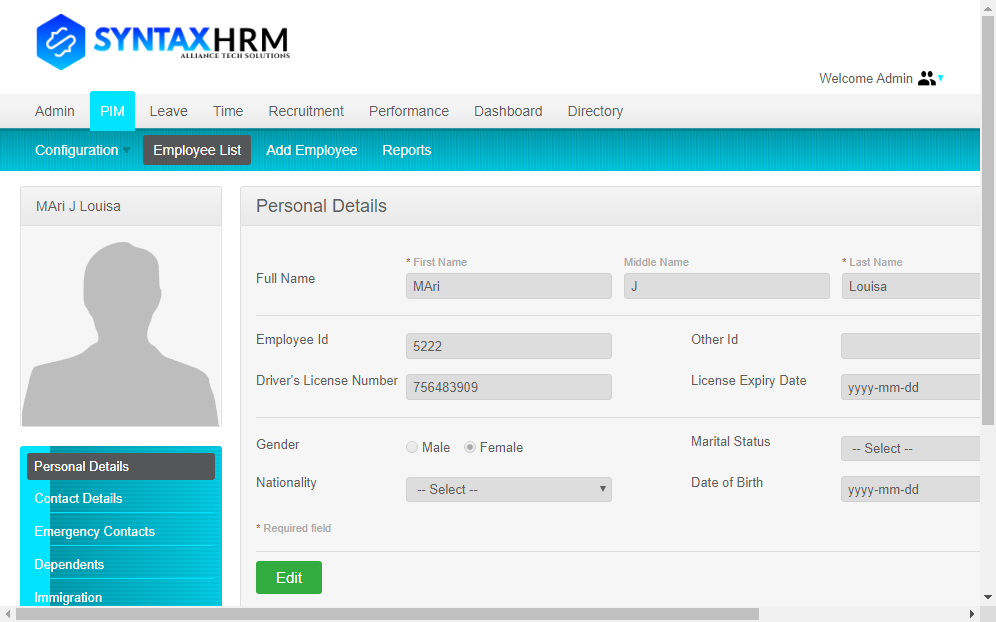 SYNTAXHRM
ALLIANCE TECH SOLUTIONS
Welcome Admin
Admin PIM Leave Time Recruitment Performance Dashboard Directory
Configuration Employee List Add Employee Reports
MAri J Louisa
Personal Details
* First Name Middle Name * Last Name
Full Name MAri J Louisa
Employee Id 5222 Other Id
Driver's License Number 756483909 License Expiry Date yyyy-mm-dd
Gender Male Female Marital Status -- Select --
Nationality -- Select -- Date of Birth yyyy-mm-dd
* Required field
Edit
Personal Details
Contact Details
Emergency Contacts
Dependents
Immigration